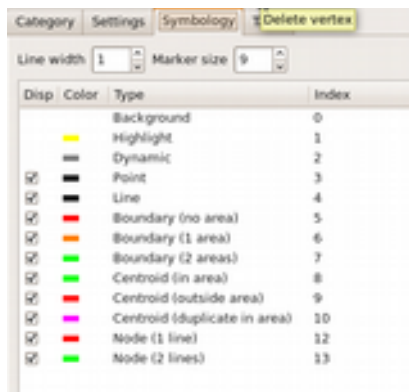 Category Settings Symbology Delete vertex
Line width 1 Marker size 9
Disp Color Type Index
Background 0
Highlight 1
Dynamic 2
Point 3
Line 4
Boundary (no area) 5
Boundary (1 area) 6
Boundary (2 areas) 7
Centroid (in area) 8
Centroid (outside area) 9
Centroid (duplicate in area) 10
Node (1 line) 12
Node (2 lines) 13